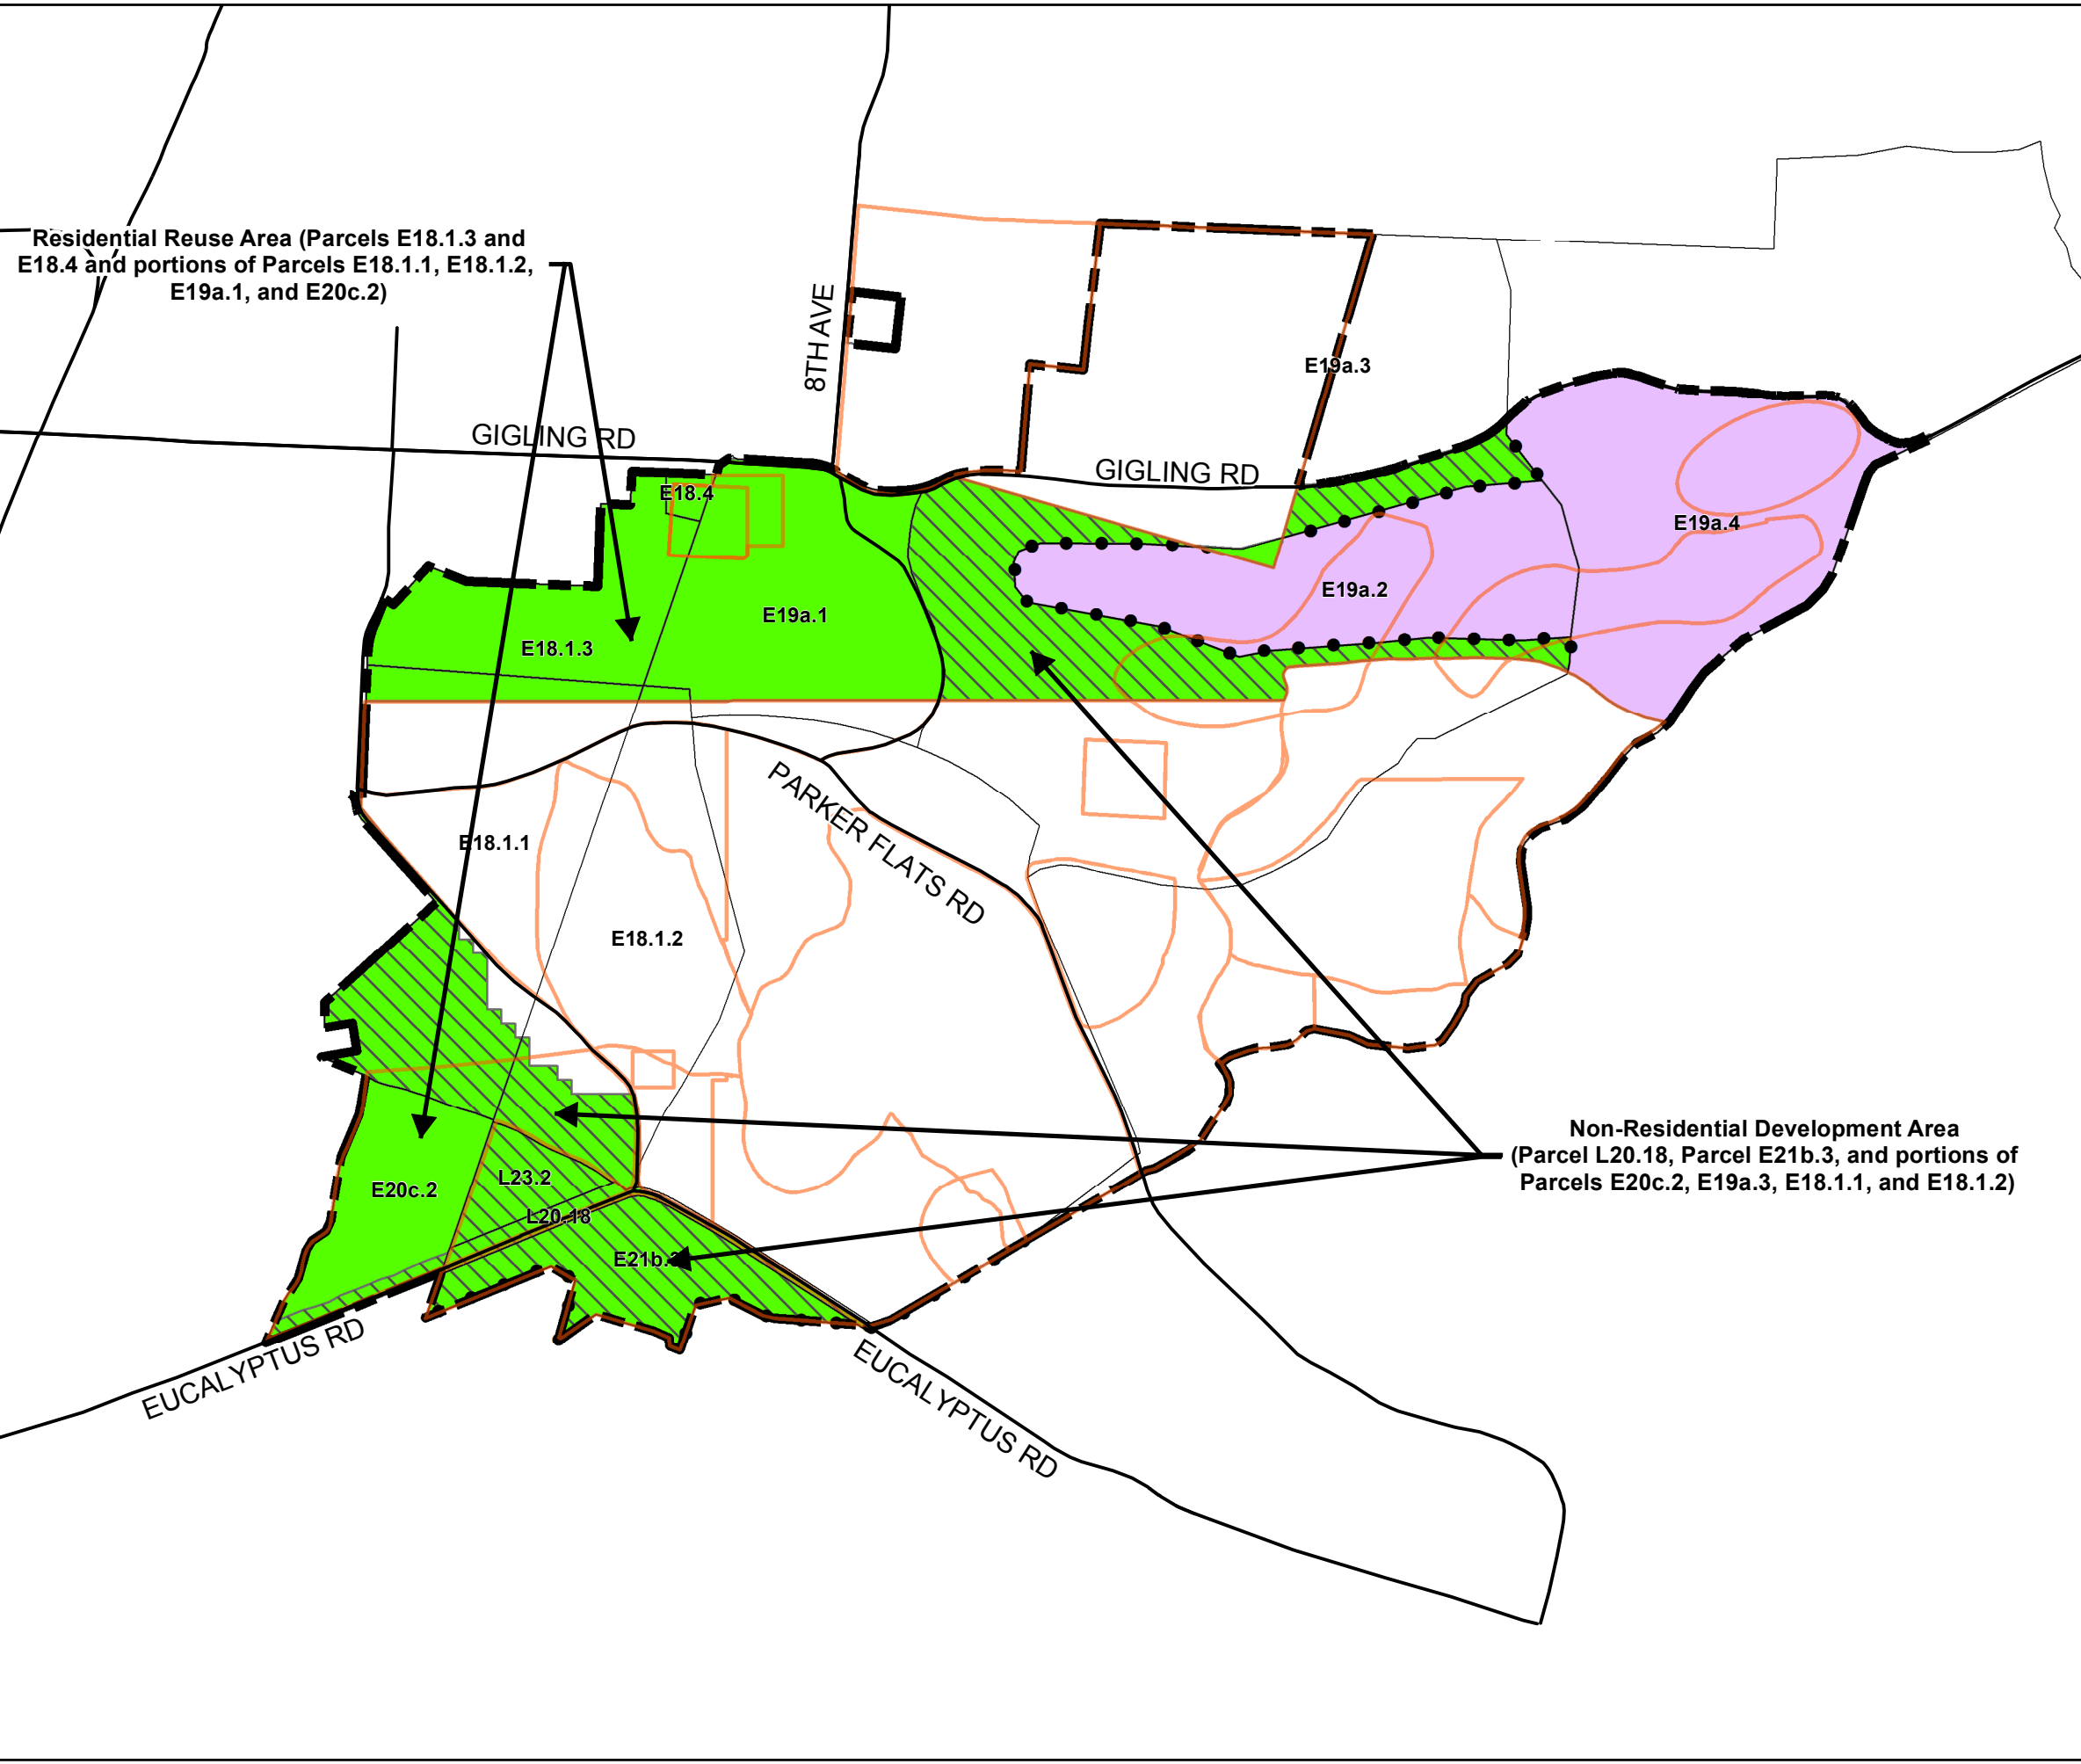 Residential Reuse Area (Parcels E18.1.3 and
E18.4 and portions of Parcels E18.1.1, E18.1.2,
E19a.1, and E20c.2)
8TH AVE
E19a.3
GIGLING RD
GIGLING RD
E18.4
E19a.4
E19a.2
E19a.1
E18.1.3
PARKER FLATS RD
E18.1.1
E18.1.2
Non-Residential Development Area
(Parcel L20.18, Parcel E21b.3, and portions of
Parcels E20c.2, E19a.3, E18.1.1, and E18.1.2)
L23.2
E20c.2
L20.18
E21b.3
EUCALYPTUS RD
EUCALYPTUS RD